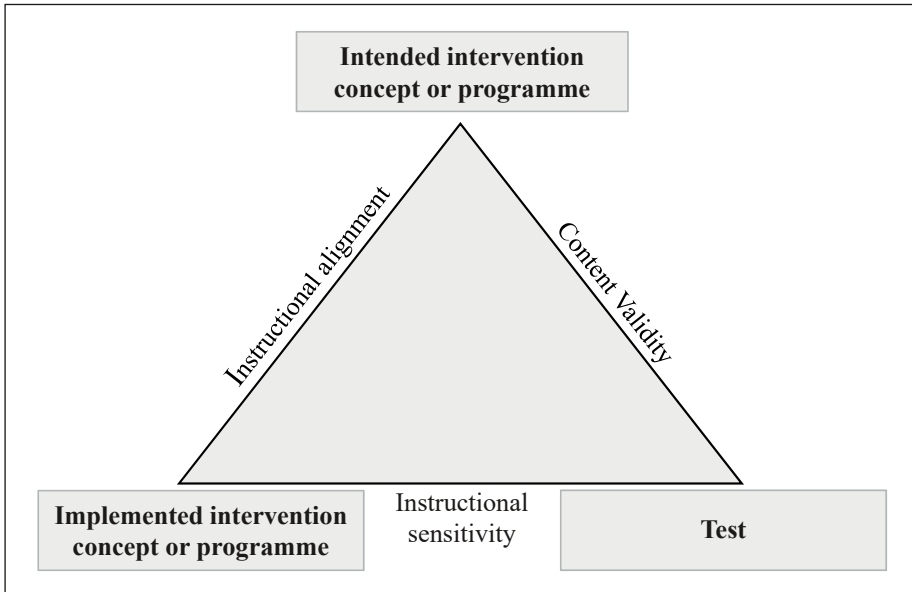 Intended intervention
concept or programme
Instructional alignment
Content Validity
Implemented intervention
concept or programme
Instructional
sensitivity
Test